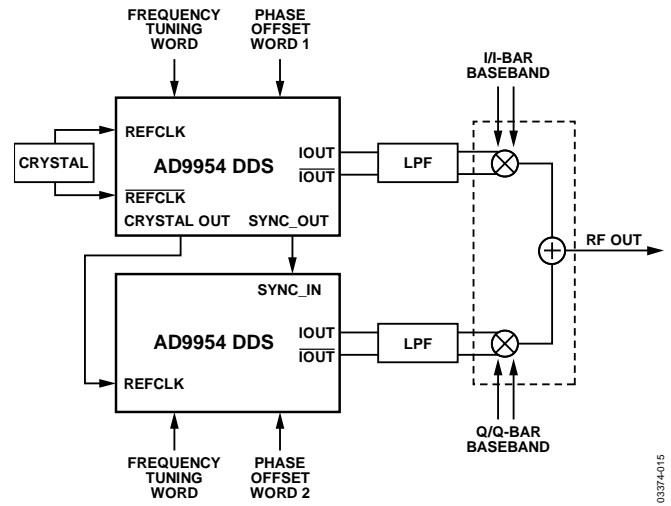 FREQUENCY
TUNING
WORD
PHASE
OFFSET
WORD 1
I/I-BAR
BASEBAND
CRYSTAL
REFCLK
AD9954 DDS
REFCLK
CRYSTAL OUT
SYNC_OUT
IOUT
IOUT
LPF
RF OUT
SYNC_IN
AD9954 DDS
REFCLK
IOUT
IOUT
LPF
FREQUENCY
TUNING
WORD
PHASE
OFFSET
WORD 2
Q/Q-BAR
BASEBAND
03374-015